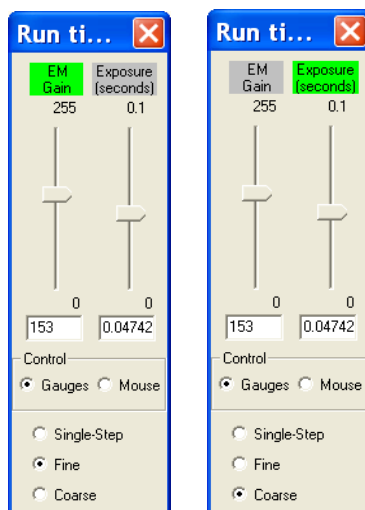 Run ti...
EM Gain Exposure (seconds)
255 0.1
0 0
153 0.04742
Control
Gauges Mouse
Single-Step
Fine
Coarse
Run ti...
EM Gain Exposure (seconds)
255 0.1
0 0
153 0.04742
Control
Gauges Mouse
Single-Step
Fine
Coarse